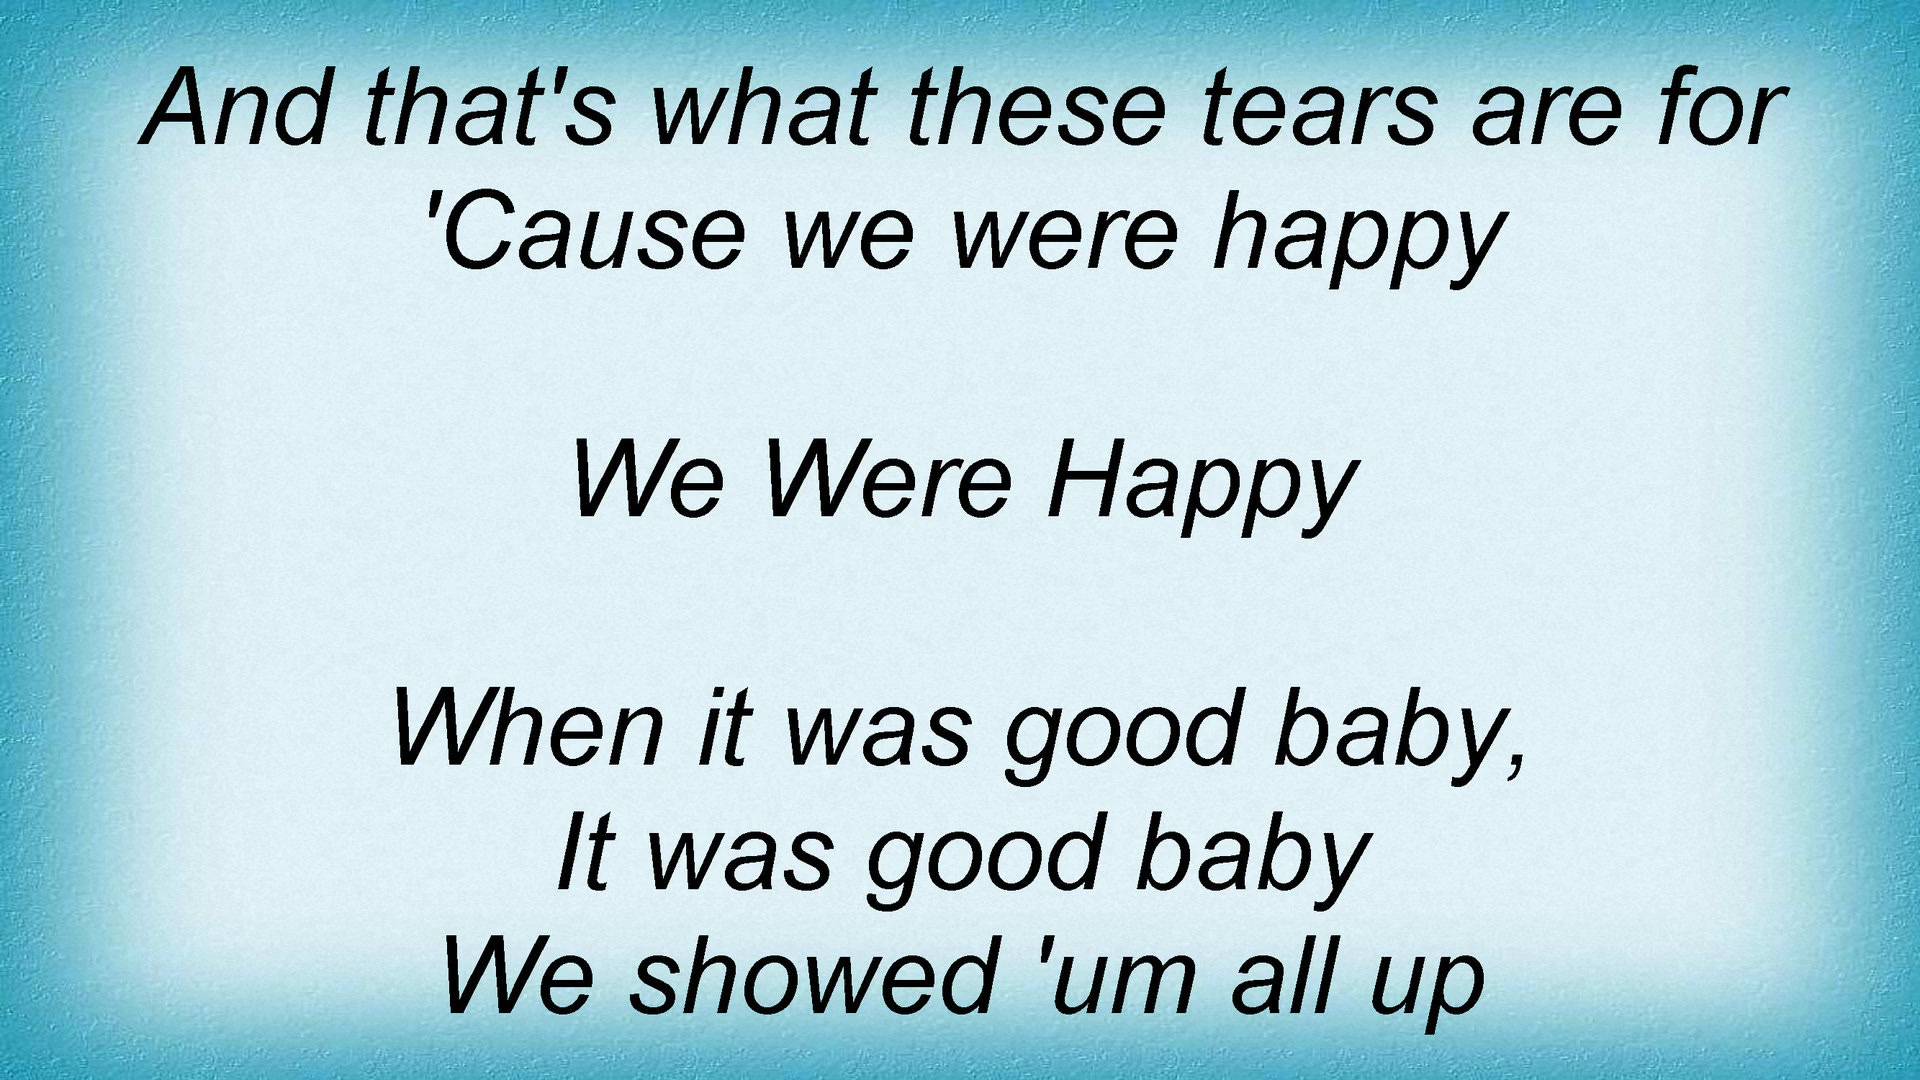 And that's what these tears are for
'Cause we were happy
We Were Happy
When it was good baby,
It was good baby
We showed 'um all up